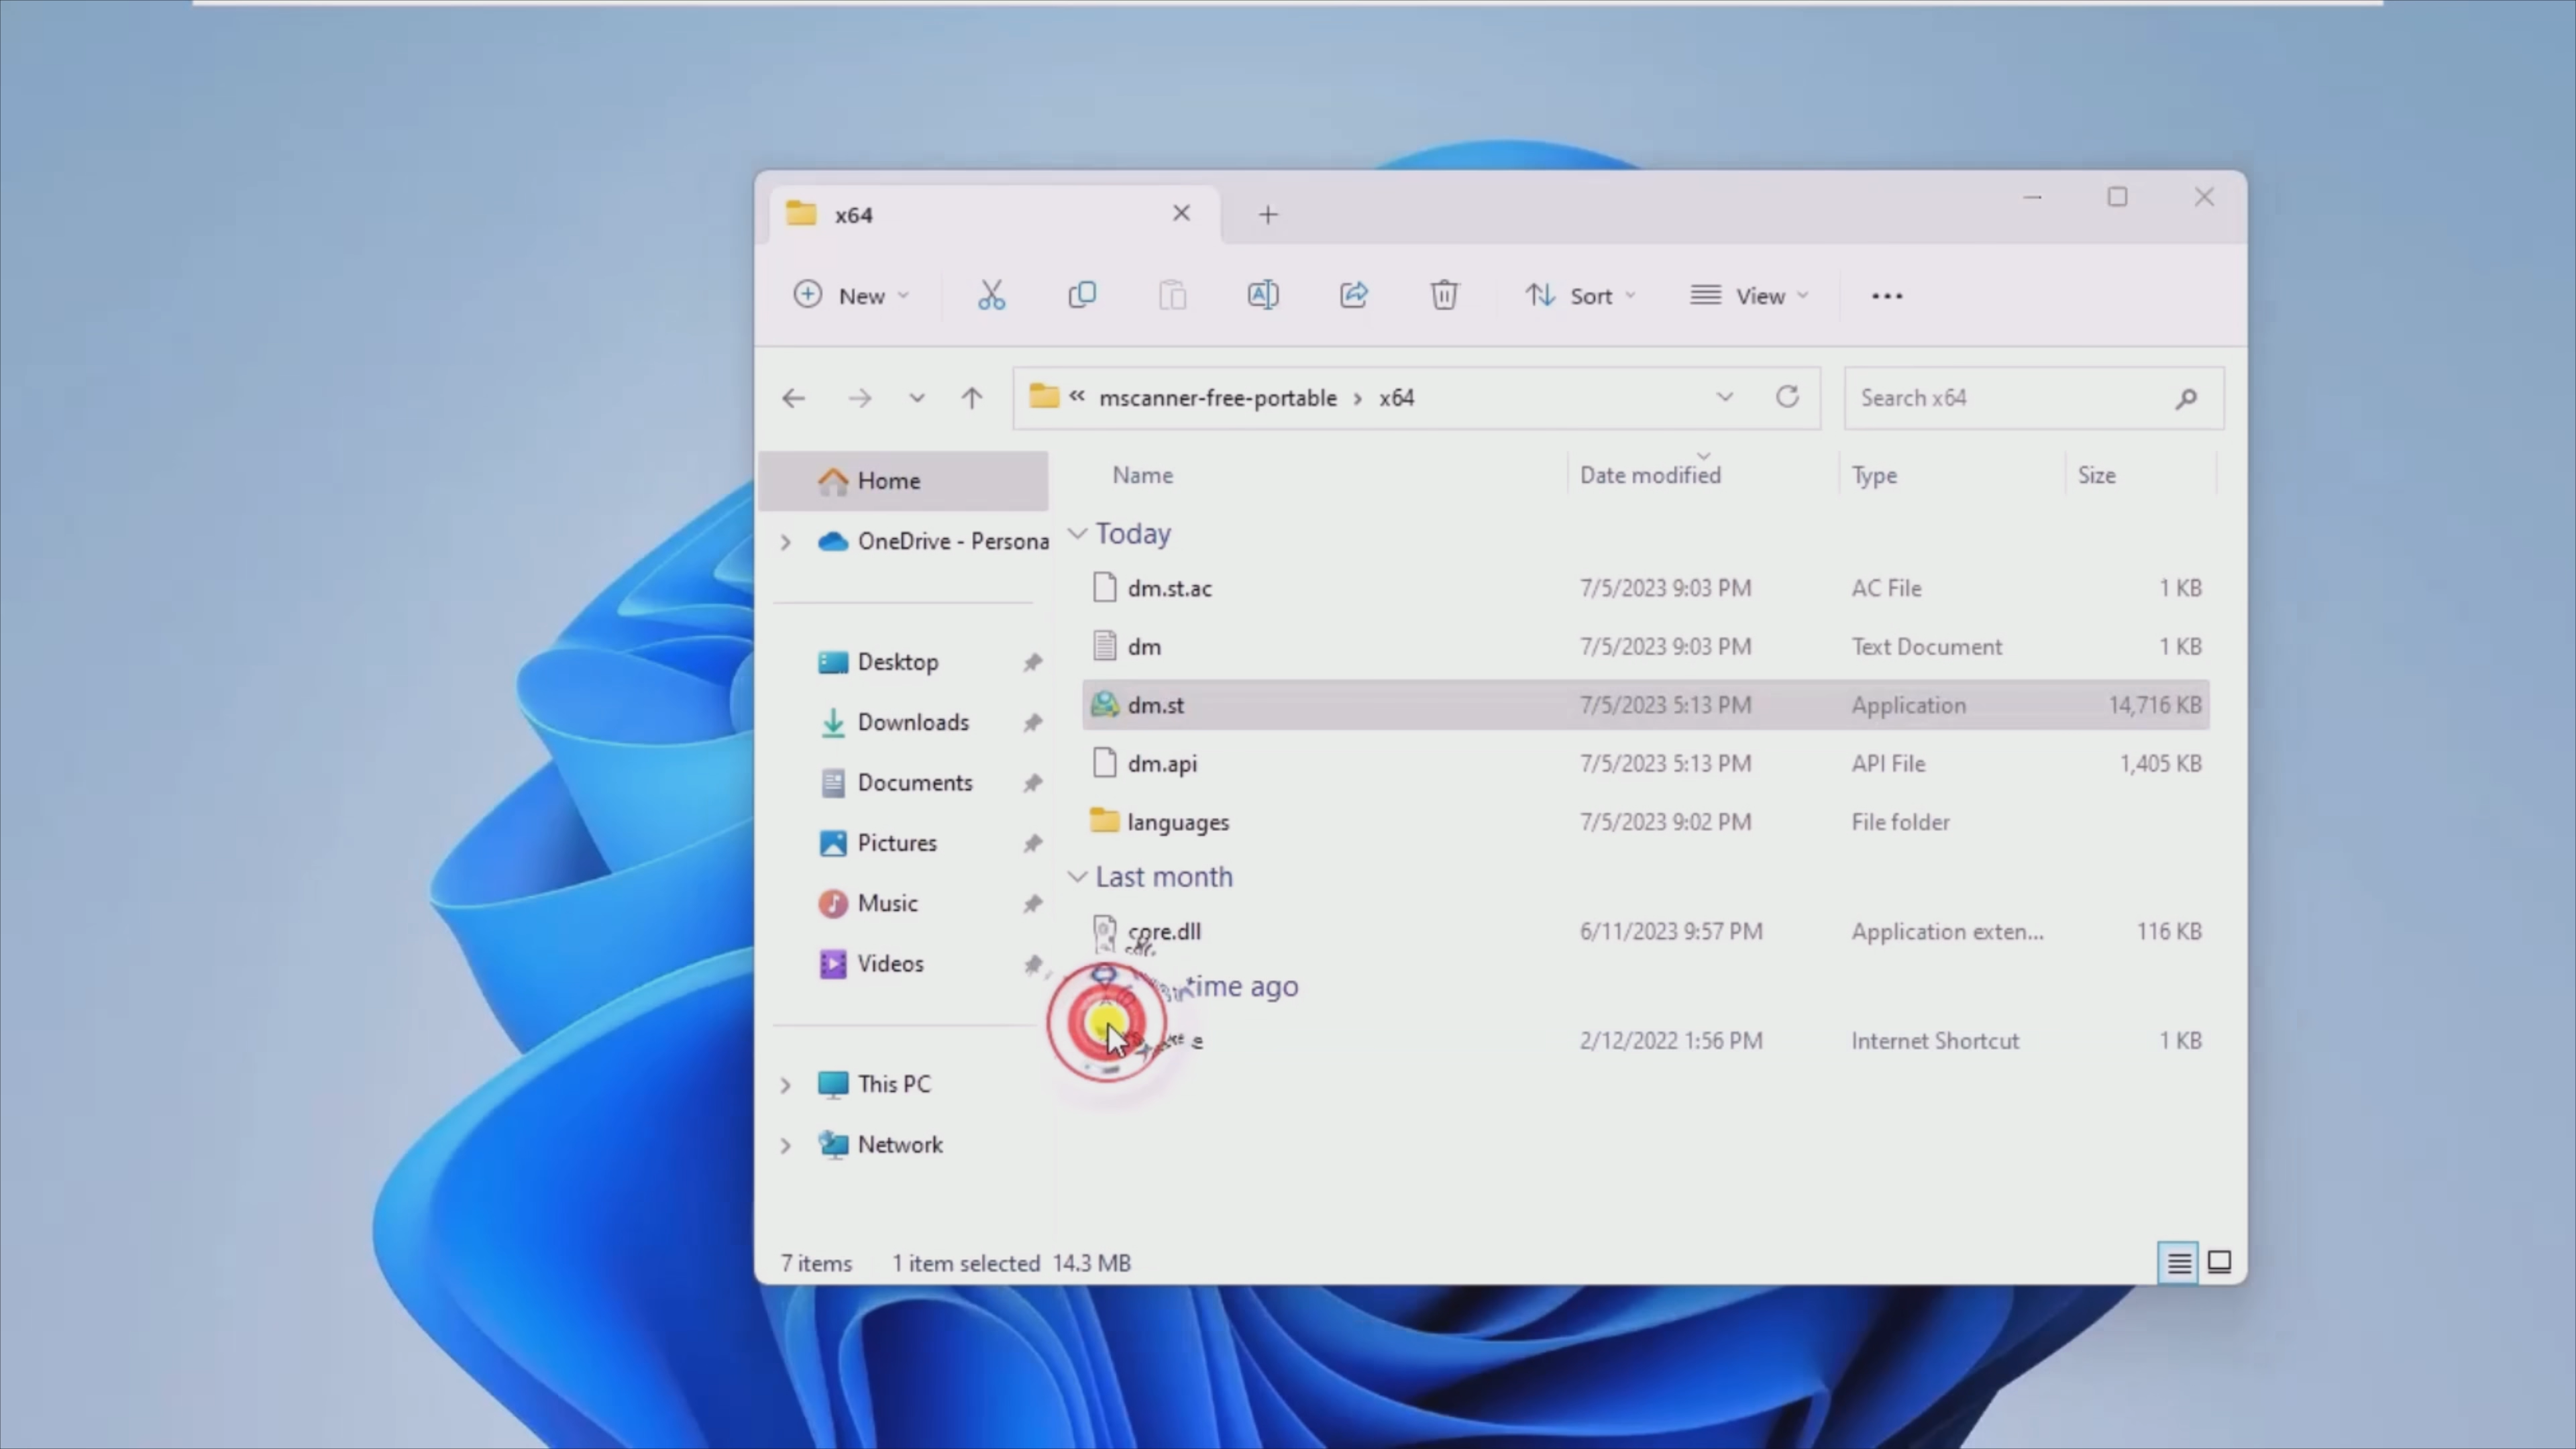 x64
New
Sort
View
mscanner-free-portable
x64
Search x64
Home
OneDrive - Persona
Desktop
Downloads
Documents
Pictures
Music
Videos
This PC
Network
Name Date modified Type Size
Today
dm.st.ac 7/5/2023 9:03 PM AC File 1 KB
dm 7/5/2023 9:03 PM Text Document 1 KB
dm.st 7/5/2023 5:13 PM Application 14,716 KB
dm.api 7/5/2023 5:13 PM API File 1,405 KB
languages 7/5/2023 9:02 PM File folder
Last month
core.dll 6/11/2023 9:57 PM Application exten... 116 KB
time ago
2/12/2022 1:56 PM Internet Shortcut 1 KB
7 items 1 item selected 14.3 MB